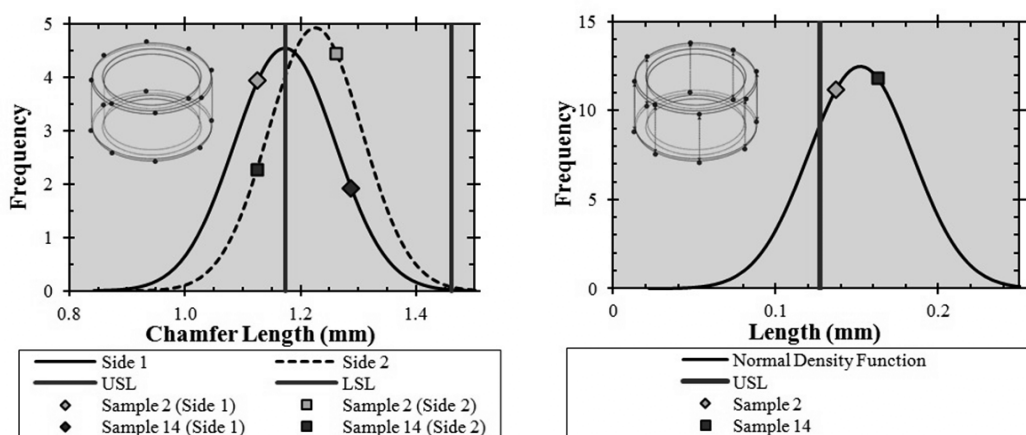 5
4
3
2
1
0
Frequency
0.8 1.0 1.2 1.4
Chamfer Length (mm)
Side 1 Side 2
USL LSL
Sample 2 (Side 1) Sample 2 (Side 2)
Sample 14 (Side 1) Sample 14 (Side 2)
15
10
5
0
Frequency
0 0.1 0.2
Length (mm)
Normal Density Function
USL
Sample 2
Sample 14